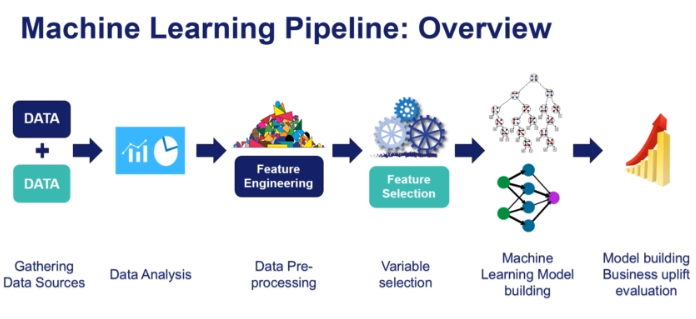 Machine Learning Pipeline: Overview
DATA
DATA
Feature
Engineering
Feature
Selection
Gathering
Data Sources
Data Analysis
Data Pre-
processing
Variable
selection
Machine
Learning Model
building
Model building
Business uplift
evaluation